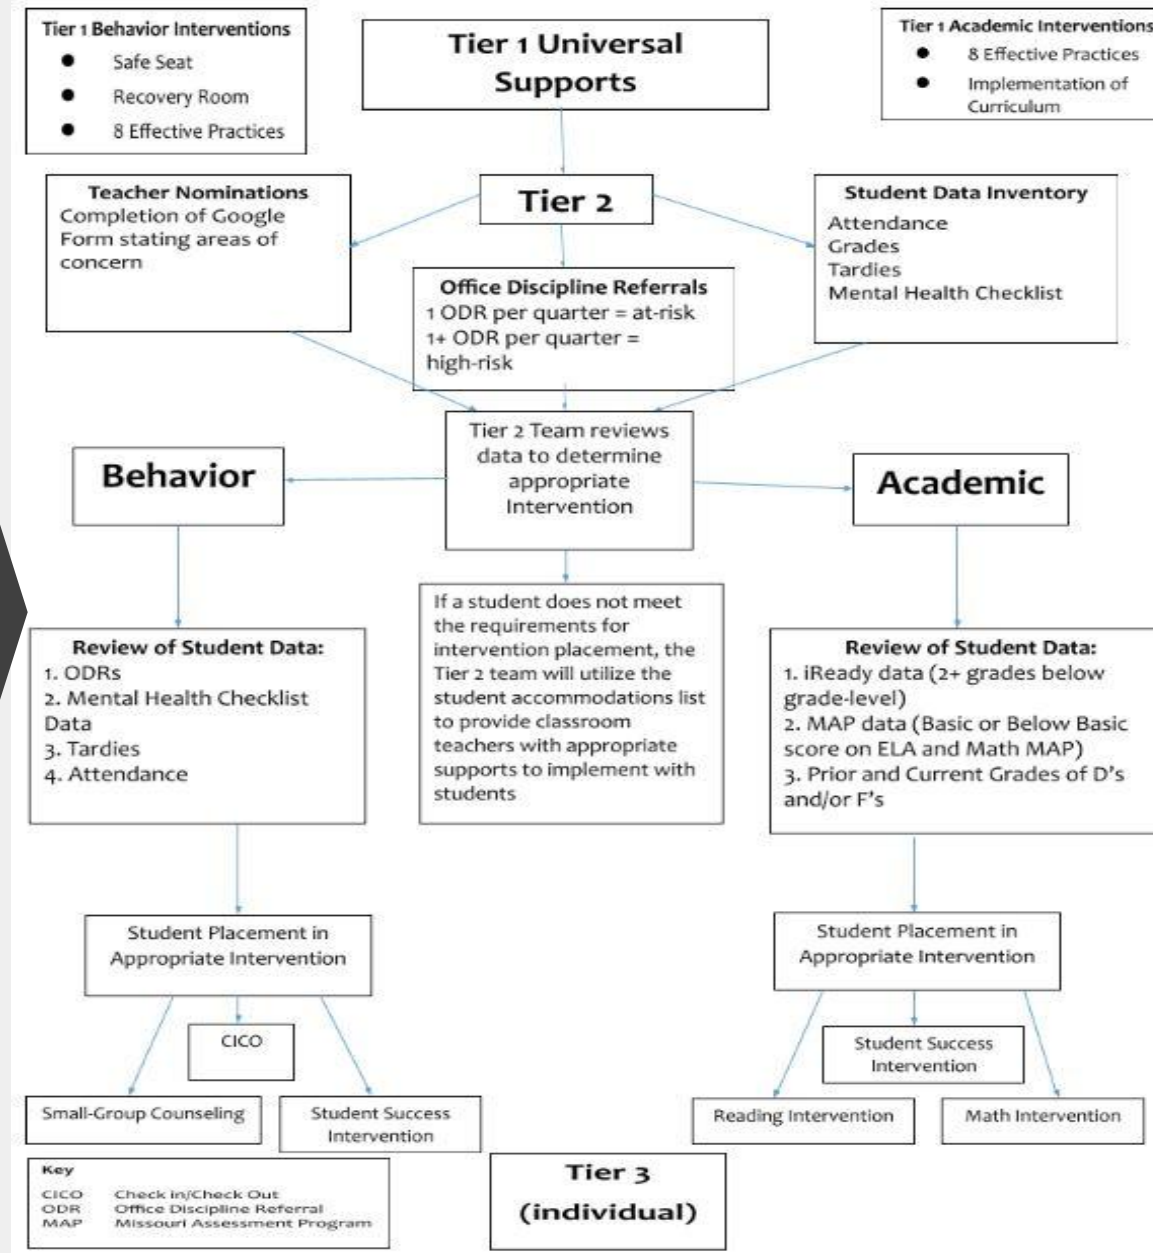 Tier 1 Behavior Interventions
● Safe Seat
● Recovery Room
● 8 Effective Practices
Tier 1 Universal
Supports
Tier 1 Academic Interventions
● 8 Effective Practices
● Implementation of
Curriculum
Teacher Nominations
Completion of Google
Form stating areas of
concern
Tier 2
Student Data Inventory
Attendance
Grades
Tardies
Mental Health Checklist
Office Discipline Referrals
1 ODR per quarter = at-risk
1+ ODR per quarter =
high-risk
Tier 2 Team reviews
data to determine
appropriate
Intervention
Behavior
Academic
If a student does not meet
the requirements for
intervention placement, the
Tier 2 team will utilize the
student accommodations list
to provide classroom
teachers with appropriate
supports to implement with
students
Review of Student Data:
1. ODRs
2. Mental Health Checklist
Data
3. Tardies
4. Attendance
Review of Student Data:
1. iReady data (2+ grades below
grade-level)
2. MAP data (Basic or Below Basic
score on ELA and Math MAP)
3. Prior and Current Grades of D's
and/or F's
Student Placement in
Appropriate Intervention
CICO
Small-Group Counseling
Student Success
Intervention
Student Placement in
Appropriate Intervention
Student Success
Intervention
Reading Intervention
Math Intervention
Key
CICO Check in/Check Out
ODR Office Discipline Referral
MAP Missouri Assessment Program
Tier 3
(individual)